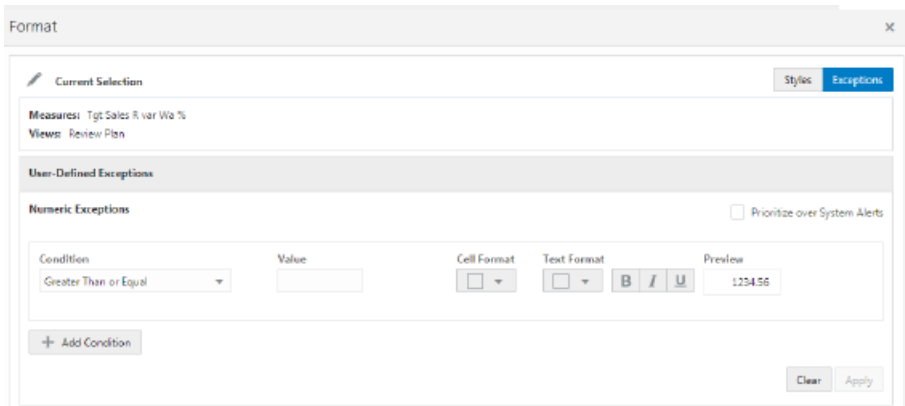 Format
Current Selection
Styles Exceptions
Measures: Tgt Sales R var Wa %
Views: Review Plan
User-Defined Exceptions
Numeric Exceptions
Prioritize over System Alerts
Condition Value Cell Format Text Format Preview
Greater Than or Equal B I U 1234.56
+ Add Condition
Clear Apply